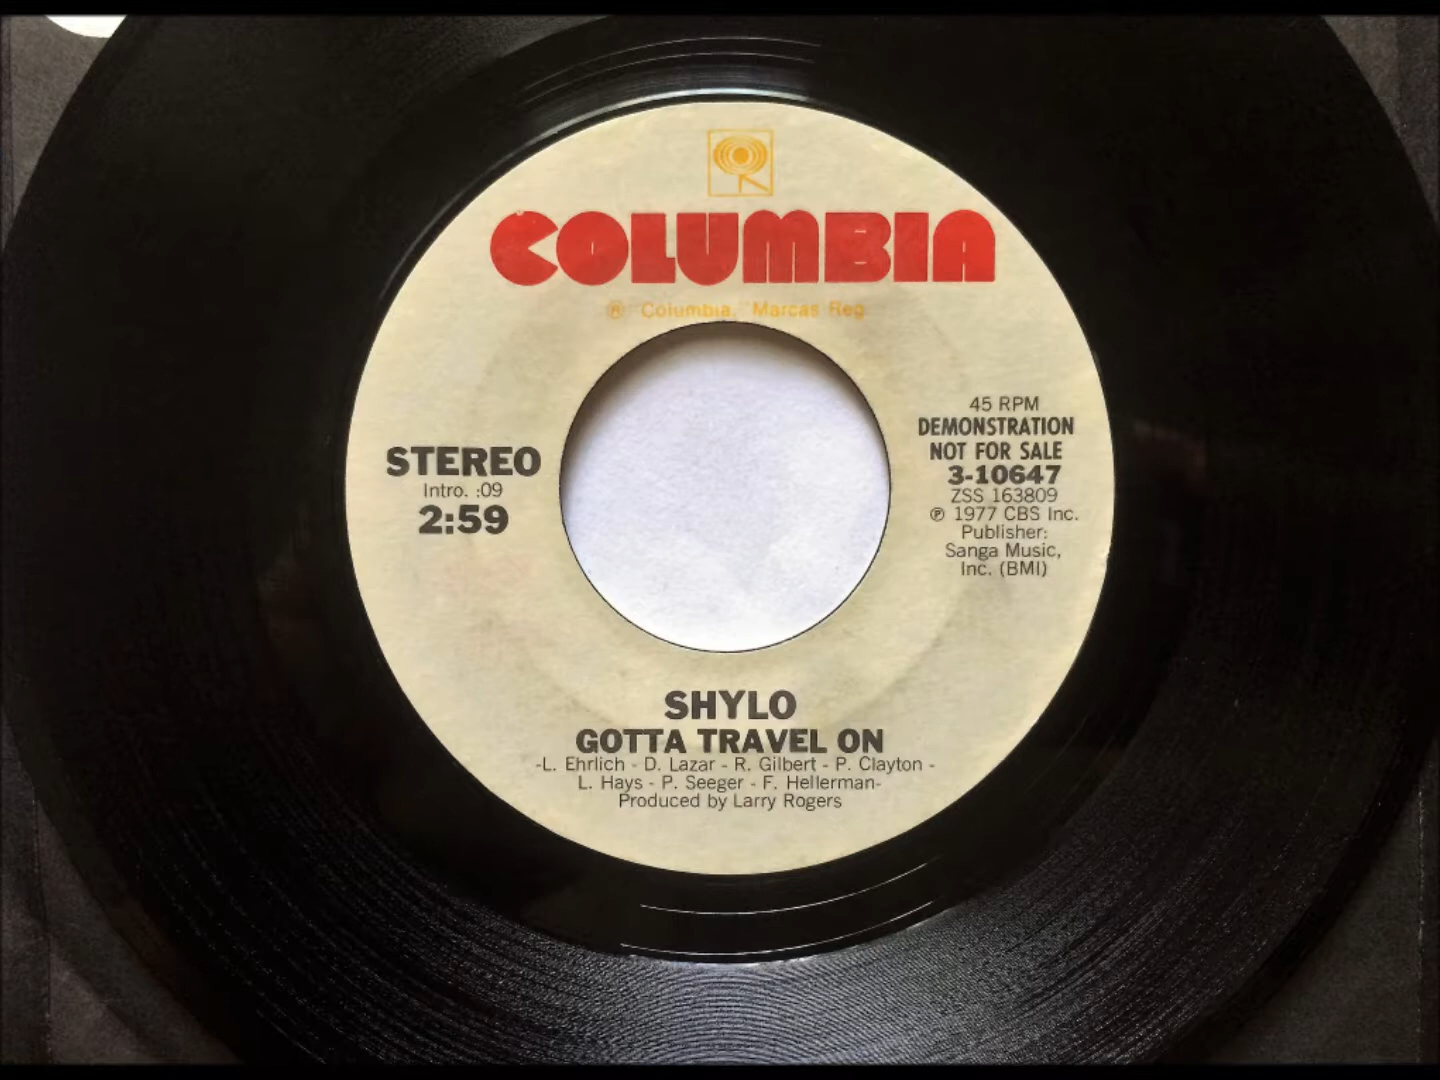 COLUMBIA
® "Columbia," Marcas Reg.
STEREO
Intro. :09
2:59
45 RPM
DEMONSTRATION
NOT FOR SALE
3-10647
ZSS 163809
℗ 1977 CBS Inc.
Publisher:
Sanga Music,
Inc. (BMI)
SHYLO
GOTTA TRAVEL ON
-L. Ehrlich - D. Lazar - R. Gilbert - P. Clayton -
L. Hays - P. Seeger - F. Hellerman-
Produced by Larry Rogers